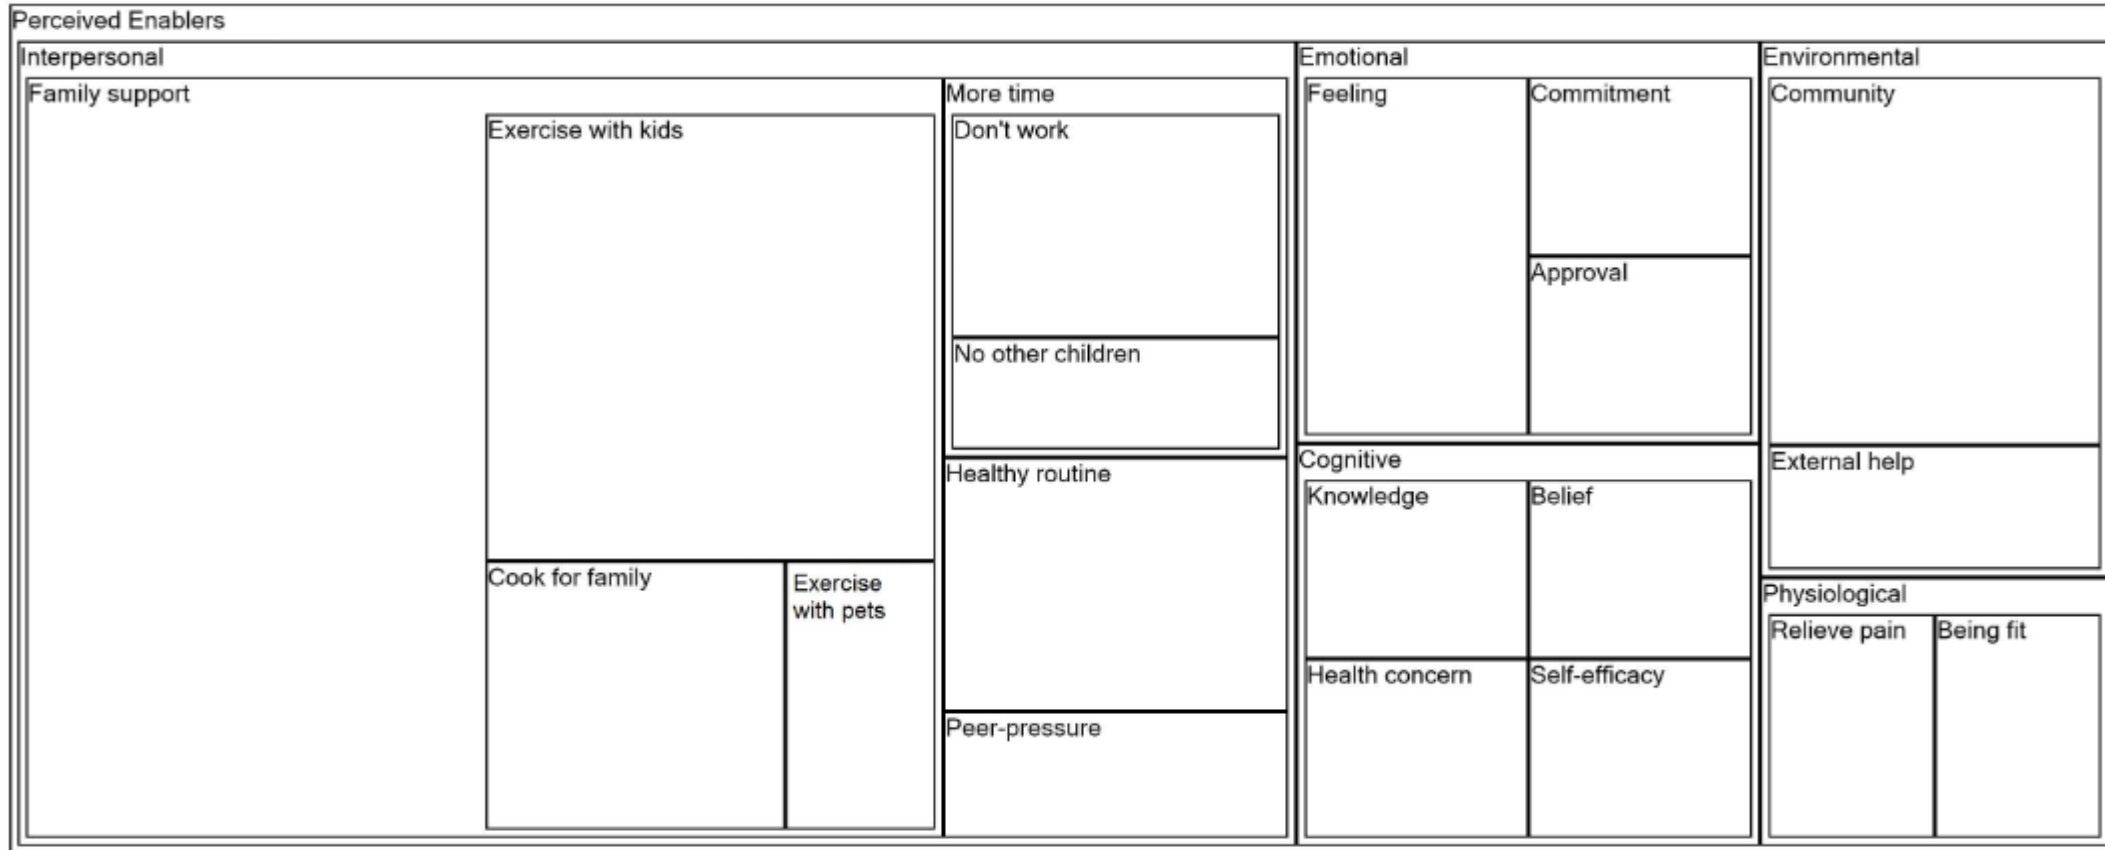 Perceived Enablers
Interpersonal
Family support
Exercise with kids
Cook for family
Exercise
with pets
More time
Don't work
No other children
Healthy routine
Peer-pressure
Emotional
Feeling
Commitment
Approval
Cognitive
Knowledge
Belief
Health concern
Self-efficacy
Environmental
Community
External help
Physiological
Relieve pain
Being fit